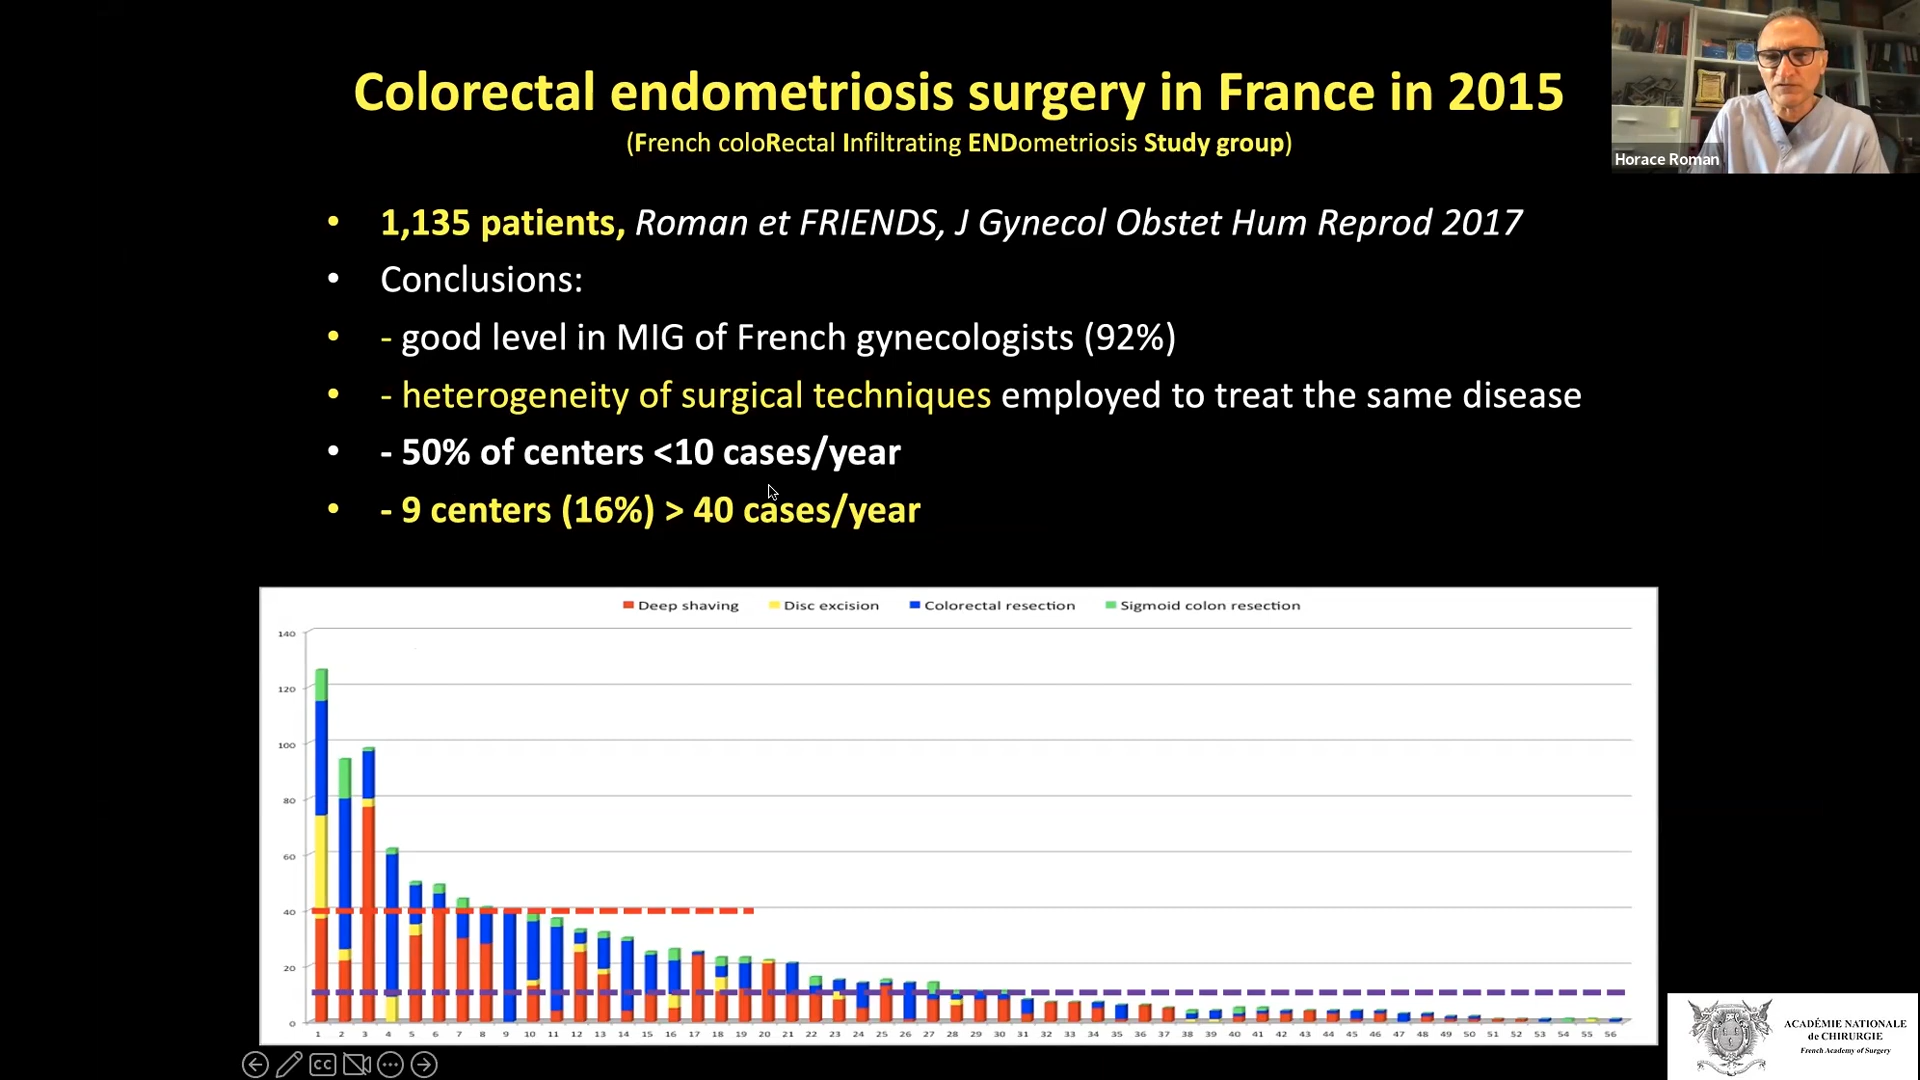 Colorectal endometriosis surgery in France in 2015
(French coloRectal Infiltrating ENDometriosis Study group)
Horace Roman
• 1,135 patients, Roman et FRIENDS, J Gynecol Obstet Hum Reprod 2017
• Conclusions:
• - good level in MIG of French gynecologists (92%)
• - heterogeneity of surgical techniques employed to treat the same disease
• - 50% of centers <10 cases/year
• - 9 centers (16%) > 40 cases/year
Deep shaving Disc excision Colorectal resection Sigmoid colon resection
140
120
100
80
60
40
20
0
1 2 3 4 5 6 7 8 9 10 11 12 13 14 15 16 17 18 19 20 21 22 23 24 25 26 27 28 29 30 31 32 33 34 35 36 37 38 39 40 41 42 43 44 45 46 47 48 49 50 51 52 53 54 55 56
CC
ACADÉMIE NATIONALE
de CHIRURGIE
French Academy of Surgery